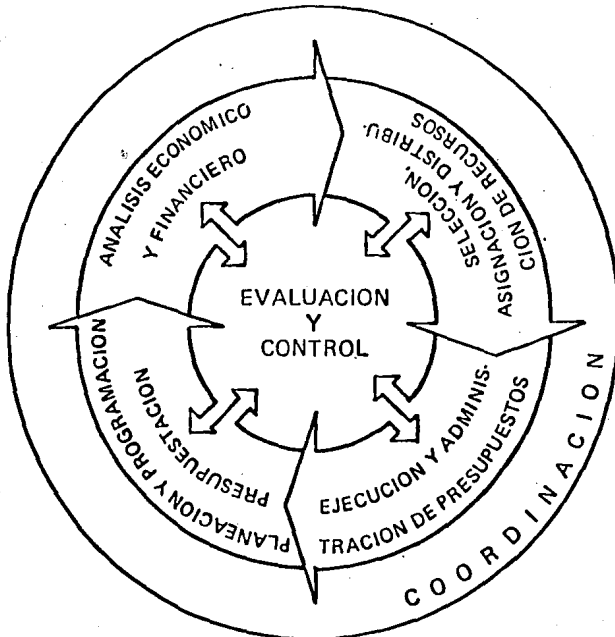 ANALISIS ECONOMICO
Y FINANCIERO
SELECCION,
ASIGNACION Y DISTRIBU-
CION DE RECURSOS
EVALUACION
Y
CONTROL
EJECUCION Y ADMINIS-
TRACION DE PRESUPUESTOS
PLANEACION Y PROGRAMACION
PRESUPUESTACION
COORDINACION